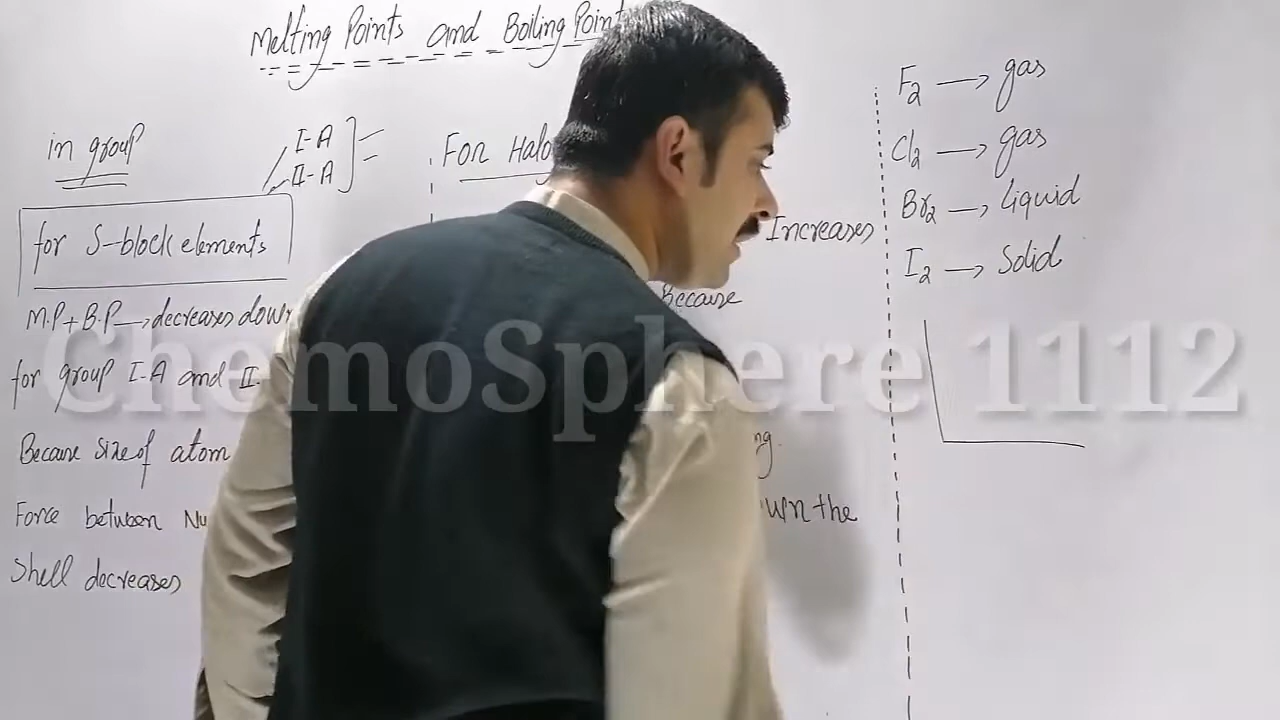 Melting Points and Boiling Point
in group
I-A
II-A
for S-block elements
M.P + B.P → decreases down
for group I-A and II
Because size of atom
Force between Nu
Shell decreases
For Halo
Increases
Because
ng.
wn the
F2 → gas
Cl2 → gas
Br2 → Liquid
I2 → Solid
ChemoSphere 1112